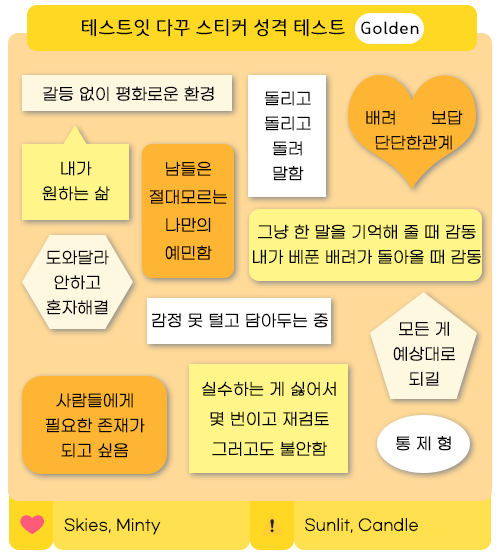 테스트잇 다꾸 스티커 성격 테스트 Golden
갈등 없이 평화로운 환경
돌리고
돌리고
돌려
말함
배려 보답
단단한관계
내가
원하는 삶
남들은
절대모르는
나만의
예민함
그냥 한 말을 기억해 줄 때 감동
내가 베푼 배려가 돌아올 때 감동
도와달라
안하고
혼자해결
감정 못 털고 담아두는 중
모든 게
예상대로
되길
사람들에게
필요한 존재가
되고 싶음
실수하는 게 싫어서
몇 번이고 재검토
그러고도 불안함
통 제 형
Skies, Minty
! Sunlit, Candle